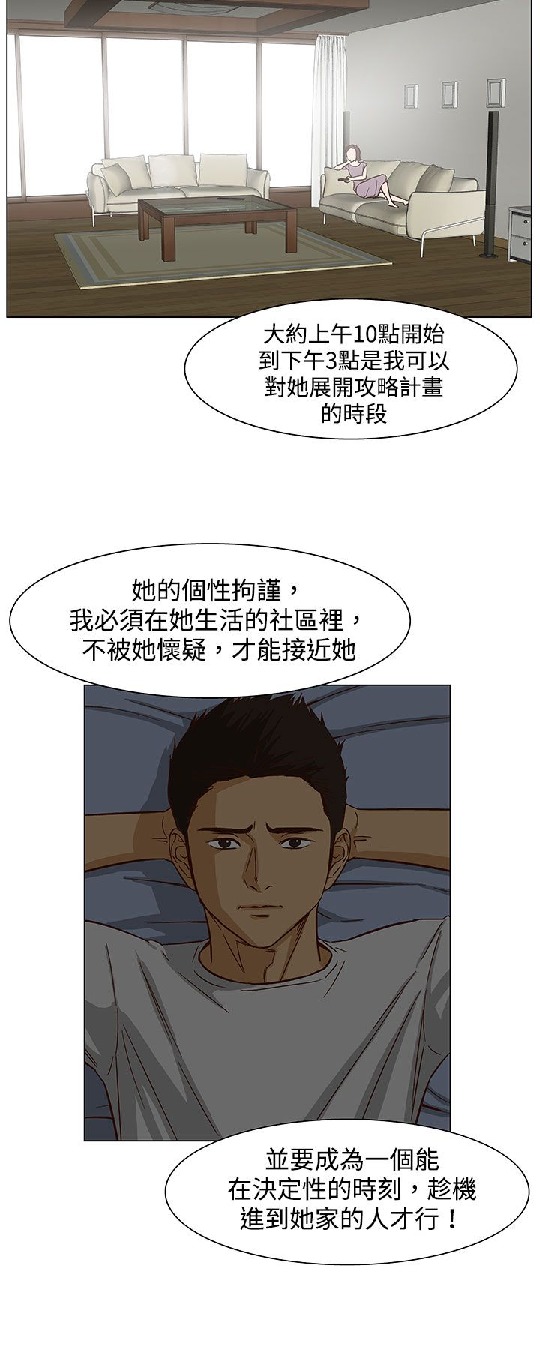 大約上午10點開始
到下午3點是我可以
對她展開攻略計畫
的時段
她的個性拘謹，
我必須在她生活的社區裡，
不被她懷疑，才能接近她
並要成為一個能
在決定性的時刻，趁機
進到她家的人才行！